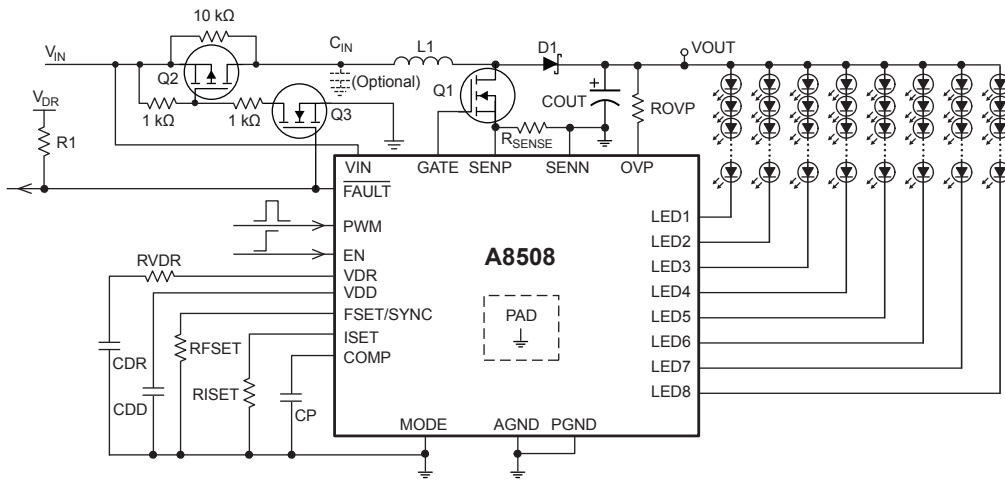 10 kΩ
VIN
Q2
CIN
(Optional)
L1
D1
VOUT
Q1
COUT
ROVP
VDR
1 kΩ
1 kΩ
Q3
R1
RSENSE
VIN
GATE
SENP
SENN
OVP
FAULT
PWM
EN
VDR
VDD
FSET/SYNC
ISET
COMP
A8508
PAD
LED1
LED2
LED3
LED4
LED5
LED6
LED7
LED8
RVDR
CDR
CDD
RFSET
RISET
CP
MODE
AGND
PGND